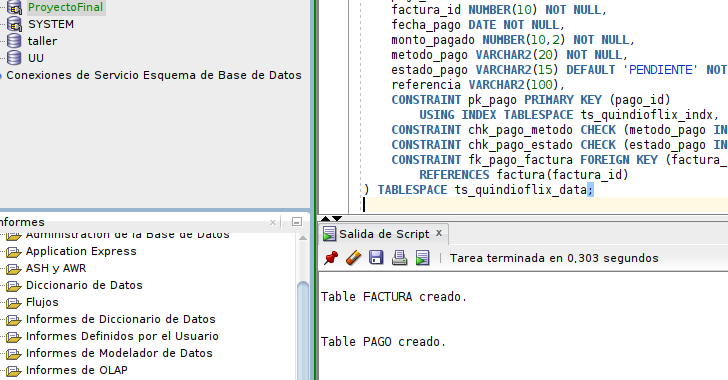 ProyectoFinal
SYSTEM
taller
UU
Conexiones de Servicio Esquema de Base de Datos
factura_id NUMBER(10) NOT NULL,
fecha_pago DATE NOT NULL,
monto_pagado NUMBER(10,2) NOT NULL,
metodo_pago VARCHAR2(20) NOT NULL,
estado_pago VARCHAR2(15) DEFAULT 'PENDIENTE' NOT
referencia VARCHAR2(100),
CONSTRAINT pk_pago PRIMARY KEY (pago_id)
USING INDEX TABLESPACE ts_quindioflix_indx,
CONSTRAINT chk_pago_metodo CHECK (metodo_pago IN
CONSTRAINT chk_pago_estado CHECK (estado_pago IN
CONSTRAINT fk_pago_factura FOREIGN KEY (factura_
REFERENCES factura(factura_id)
) TABLESPACE ts_quindioflix_data;
nformes
Administración de la Base de Datos
Application Express
ASH y AWR
Diccionario de Datos
Flujos
Informes de Diccionario de Datos
Informes Definidos por el Usuario
Informes de Modelador de Datos
Informes de OLAP
Salida de Script x
Tarea terminada en 0,303 segundos
Table FACTURA creado.
Table PAGO creado.